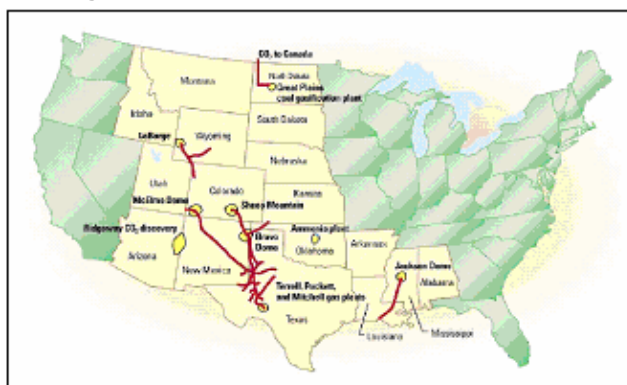 CO₂ to Canada
Montana
North Dakota
Great Plains
coal gasification plant
Idaho
South Dakota
LaBarge
Wyoming
Nebraska
Utah
Colorado
Kansas
McElmo Dome
Sheep Mountain
Ridgeway CO₂ discovery
Bravo
Dome
Ammonia plant
Oklahoma
Arkansas
Arizona
New Mexico
Jackson Dome
Alabama
Terrell, Puckett,
and Mitchell gas plants
Texas
Louisiana
Mississippi